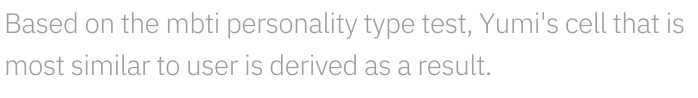 Based on the mbti personality type test, Yumi's cell that is
most similar to user is derived as a result.